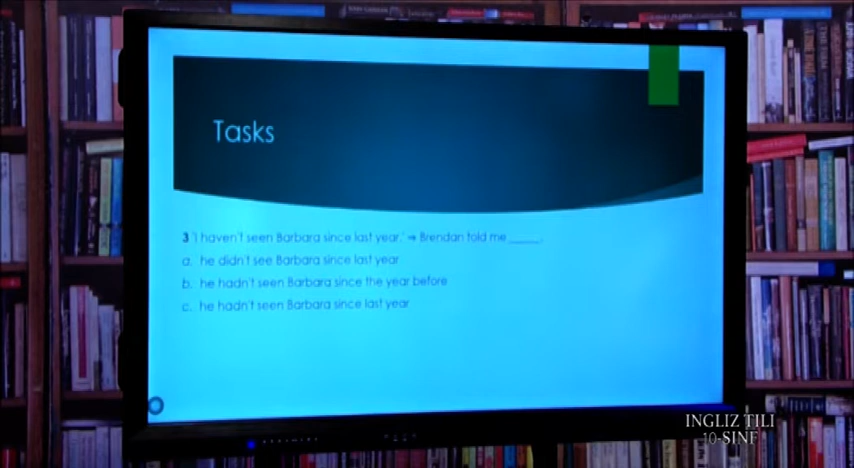 Tasks
3 'I haven't seen Barbara since last year.' ⇒ Brendan told me ______.
a. he didn't see Barbara since last year
b. he hadn't seen Barbara since the year before
c. he hadn't seen Barbara since last year
INGLIZ TILI
10-SINF